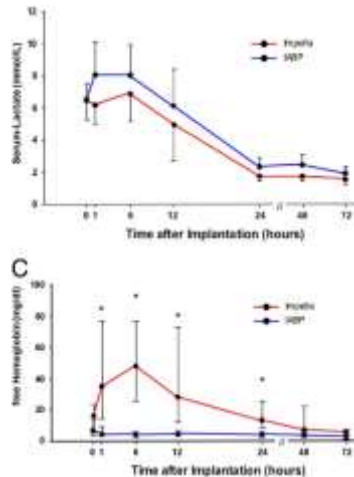 12
10
8
6
4
2
0
Serum-Lactate (mmol/L)
Impella
IABP
0 1 6 12 24 // 48 72
Time after Implantation (hours)
C
* * * *
100
80
60
40
20
0
Free Hemoglobin (mg/dl)
Impella
IABP
0 1 6 12 24 // 48 72
Time after Implantation (hours)